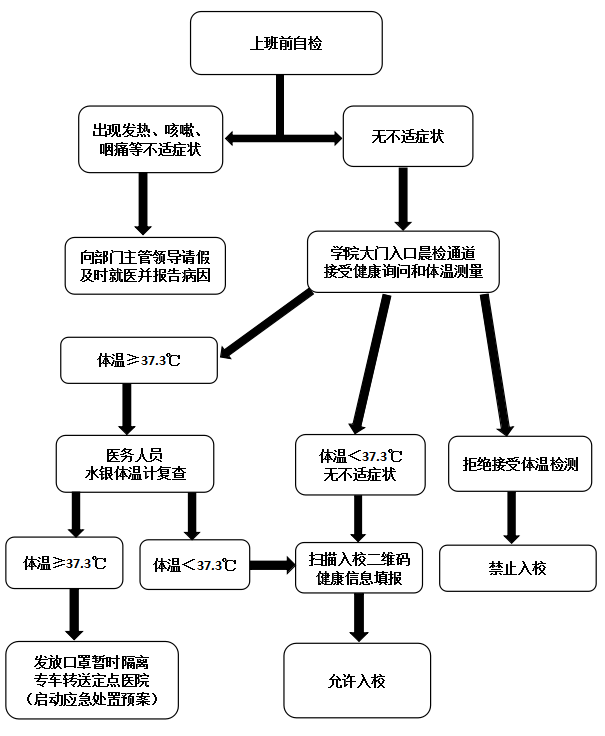 上班前自检
出现发热、咳嗽、
咽痛等不适症状
无不适症状
向部门主管领导请假
及时就医并报告病因
学院大门入口晨检通道
接受健康询问和体温测量
体温≥37.3℃
医务人员
水银体温计复查
体温＜37.3℃
无不适症状
拒绝接受体温检测
体温≥37.3℃
体温＜37.3℃
扫描入校二维码
健康信息填报
禁止入校
发放口罩暂时隔离
专车转送定点医院
（启动应急处置预案）
允许入校